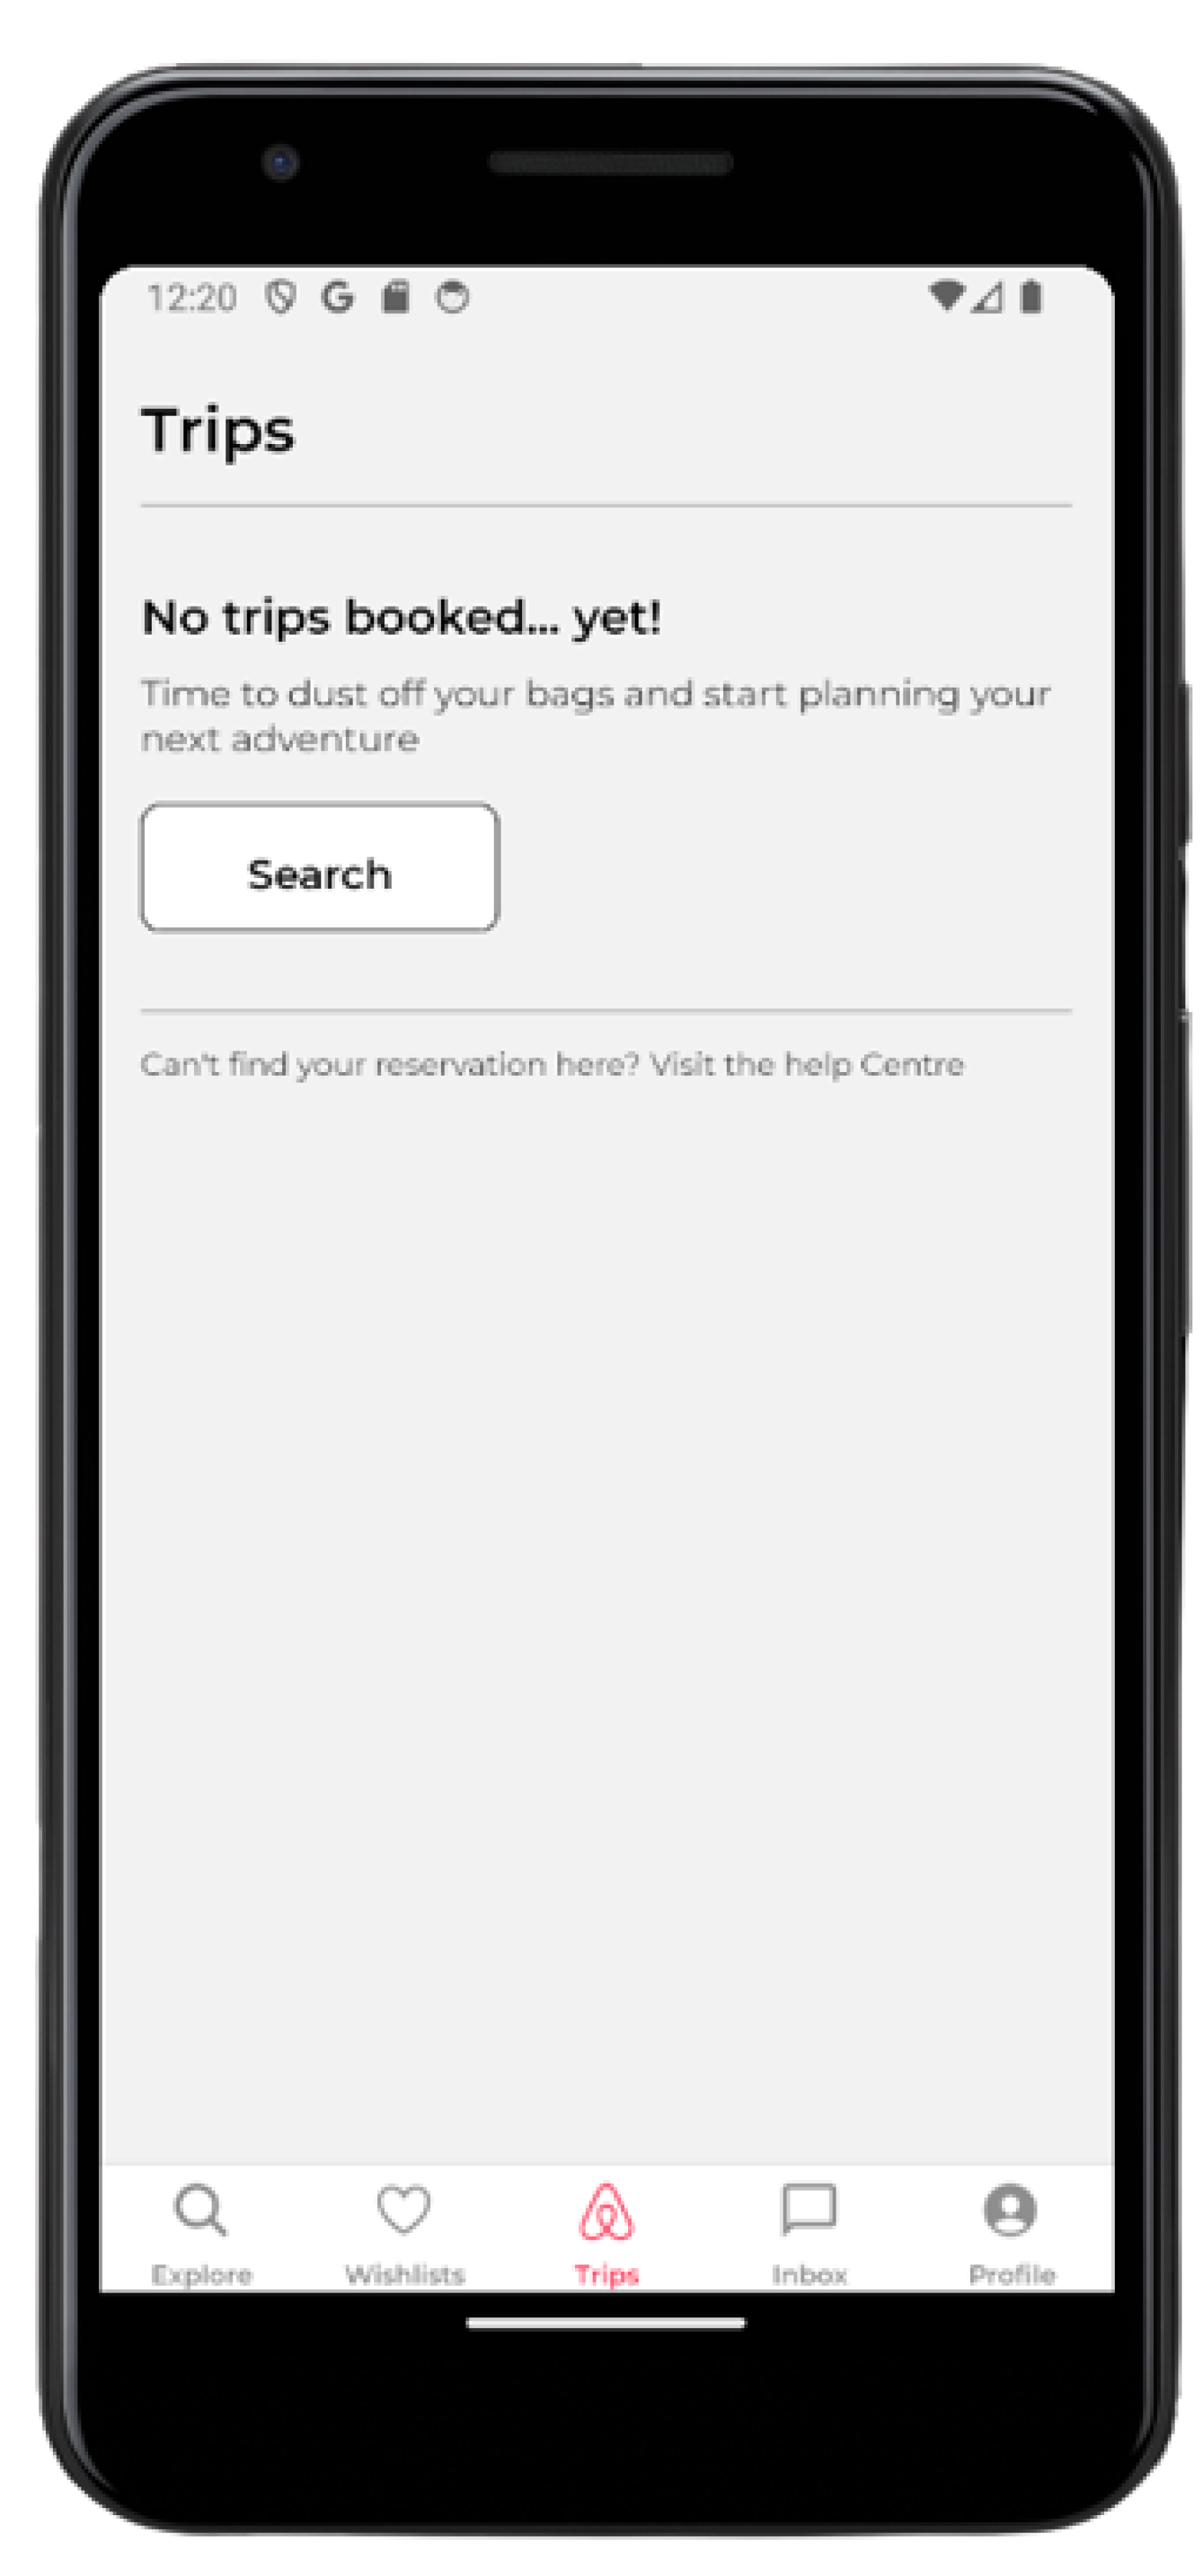 12:20
Trips
No trips booked... yet!
Time to dust off your bags and start planning your
next adventure
Search
Can't find your reservation here? Visit the help Centre
Explore Wishlists Trips Inbox Profile